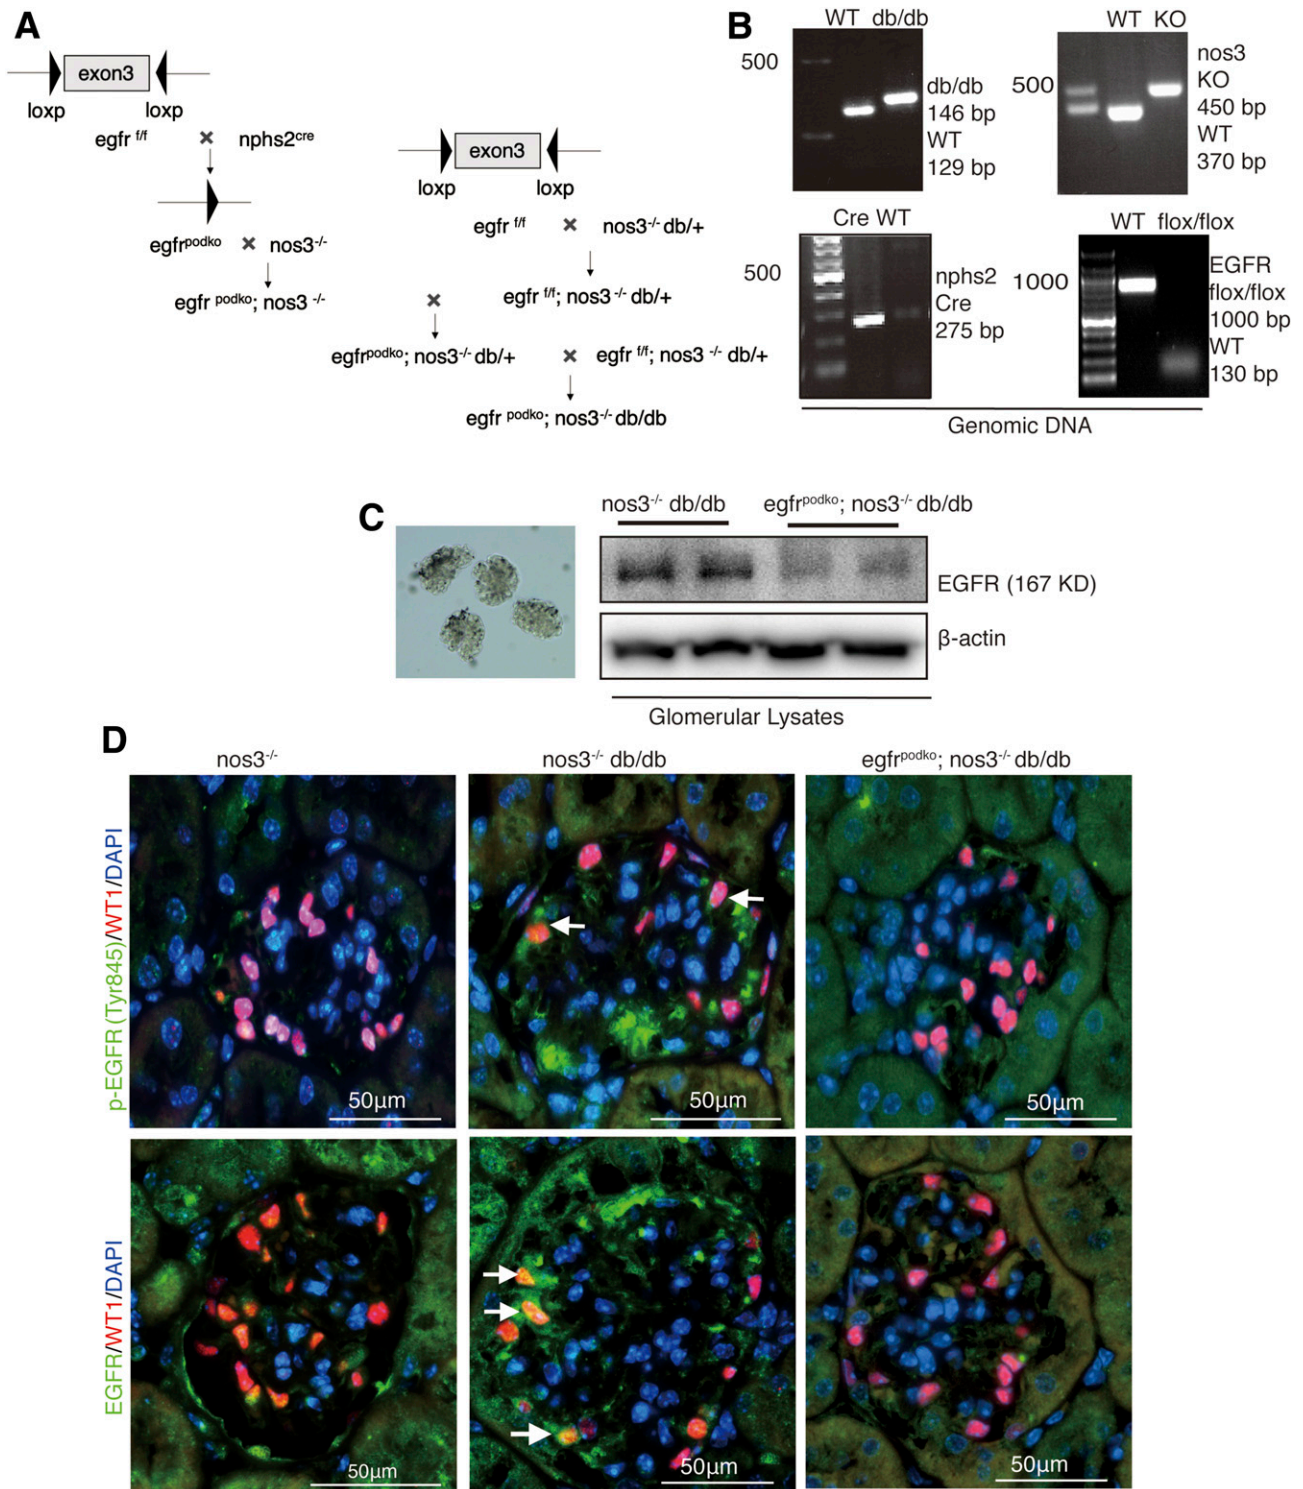 A
exon3
loxp loxp
egfr f/f × nphs2cre
egfrpodko × nos3-/-
egfr podko; nos3 -/-
exon3
loxp loxp
egfr f/f × nos3-/- db/+
egfr f/f; nos3 -/- db/+
×
egfrpodko; nos3-/- db/+ × egfr f/f; nos3 -/- db/+
egfr podko; nos3-/- db/db
B
WT db/db
500
db/db
146 bp
WT
129 bp
WT KO
500
nos3
KO
450 bp
WT
370 bp
Cre WT
500
nphs2
Cre
275 bp
WT flox/flox
1000
EGFR
flox/flox
1000 bp
WT
130 bp
Genomic DNA
C
nos3-/- db/db egfrpodko; nos3-/- db/db
EGFR (167 KD)
β-actin
Glomerular Lysates
D
nos3-/- nos3-/- db/db egfrpodko; nos3-/- db/db
p-EGFR (Tyr845)/WT1/DAPI
50μm 50μm 50μm
EGFR/WT1/DAPI
50μm 50μm 50μm